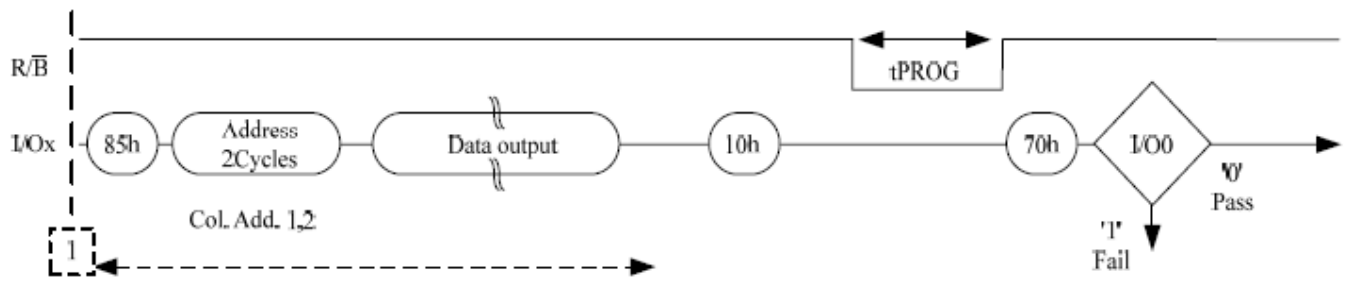 R/B̅
tPROG
I/Ox
85h
Address
2Cycles
Data output
10h
70h
I/O0
'0'
Pass
Col. Add. 1,2
'1'
Fail
1